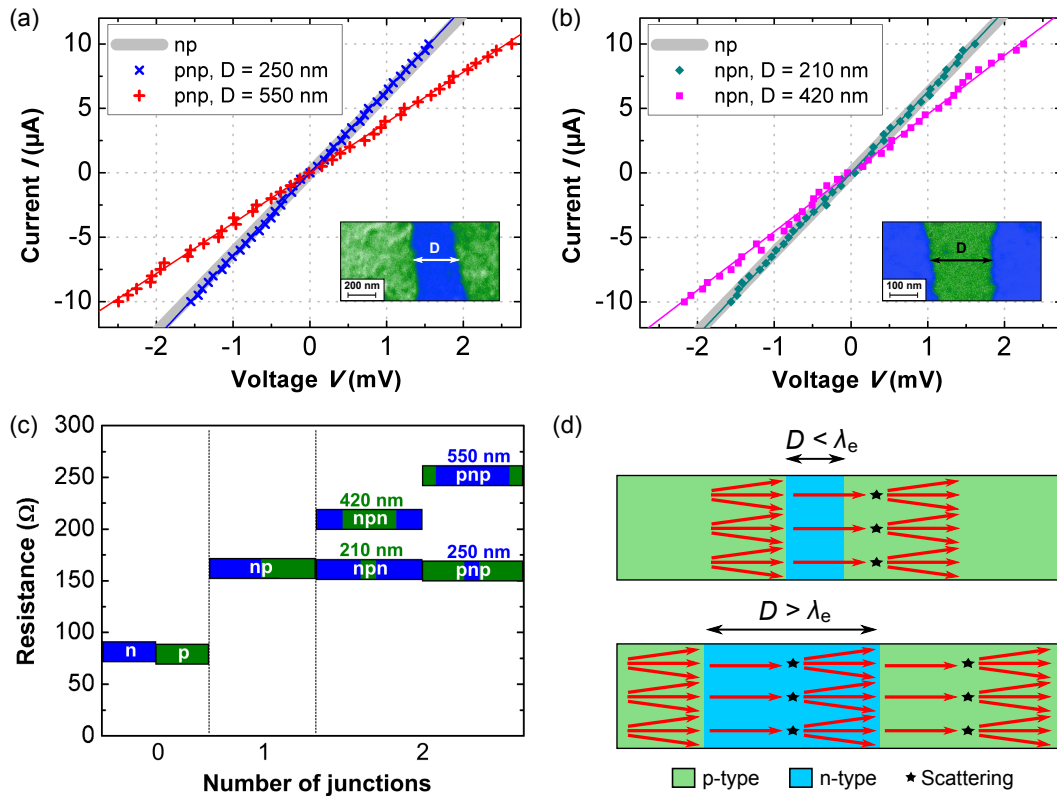 (a)
10
5
0
-5
-10
Current I (μA)
np
pnp, D = 250 nm
pnp, D = 550 nm
D
200 nm
-2
-1
0
1
2
Voltage V (mV)
(b)
10
5
0
-5
-10
Current I (μA)
np
npn, D = 210 nm
npn, D = 420 nm
D
100 nm
-2
-1
0
1
2
Voltage V (mV)
(c)
300
250
200
150
100
50
0
Resistance (Ω)
n
p
np
420 nm
npn
210 nm
npn
550 nm
pnp
250 nm
pnp
0
1
2
Number of junctions
(d)
D < λe
D > λe
p-type
n-type
Scattering